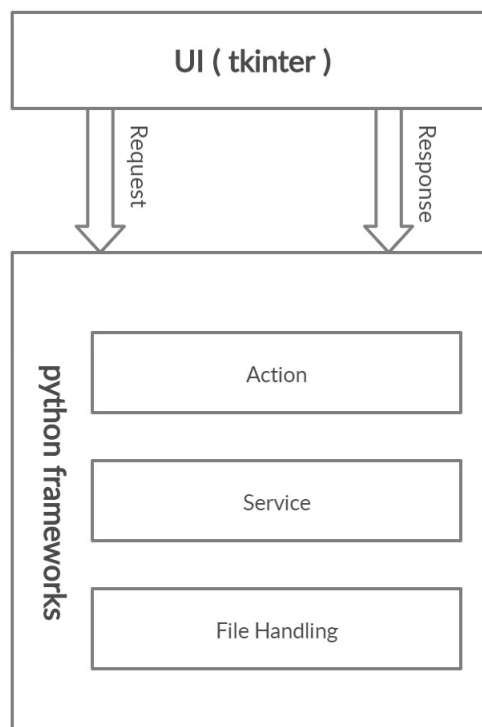 UI ( tkinter )
Request
Response
python frameworks
Action
Service
File Handling